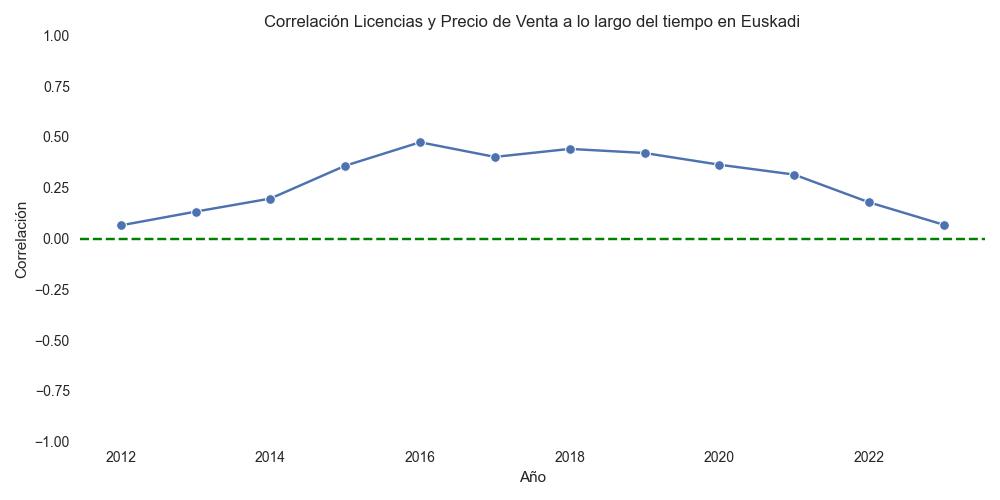 Correlación Licencias y Precio de Venta a lo largo del tiempo en Euskadi
1.00
0.75
0.50
0.25
0.00
−0.25
−0.50
−0.75
−1.00
Correlación
2012 2014 2016 2018 2020 2022
Año